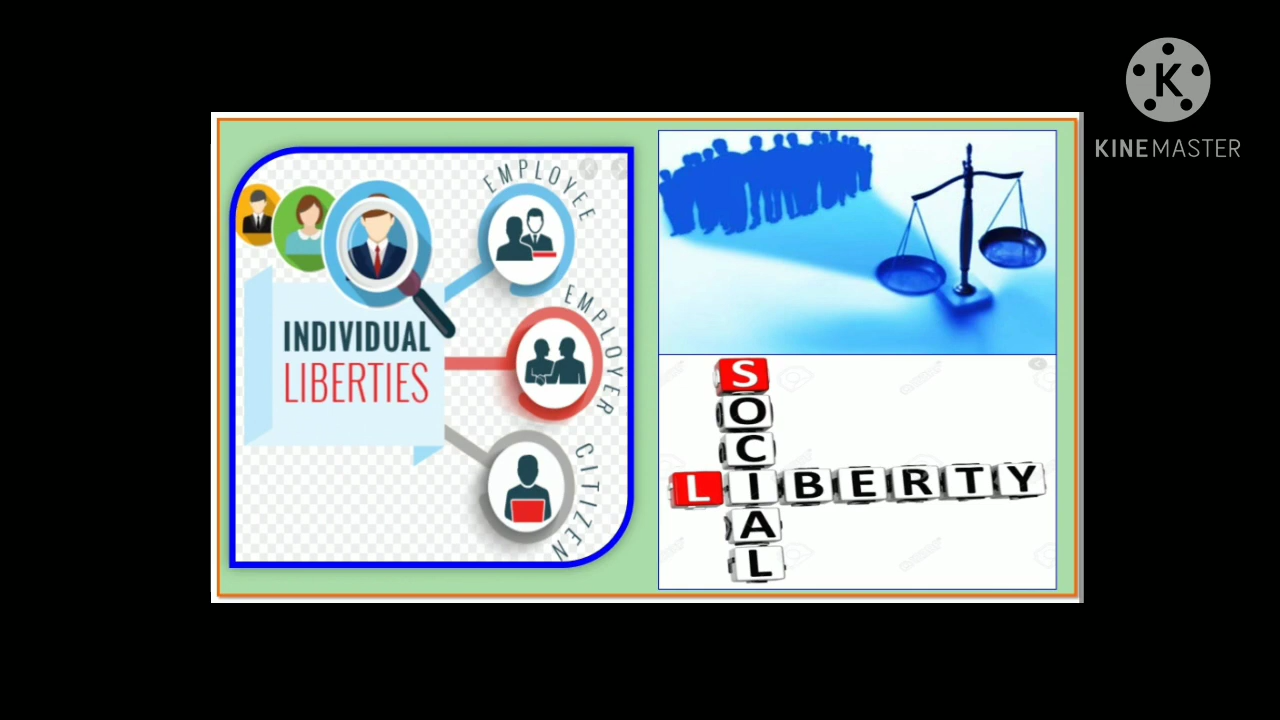 EMPLOYEE
INDIVIDUAL
LIBERTIES
EMPLOYER
CITIZEN
SOCIAL
LIBERTY
K
KINEMASTER